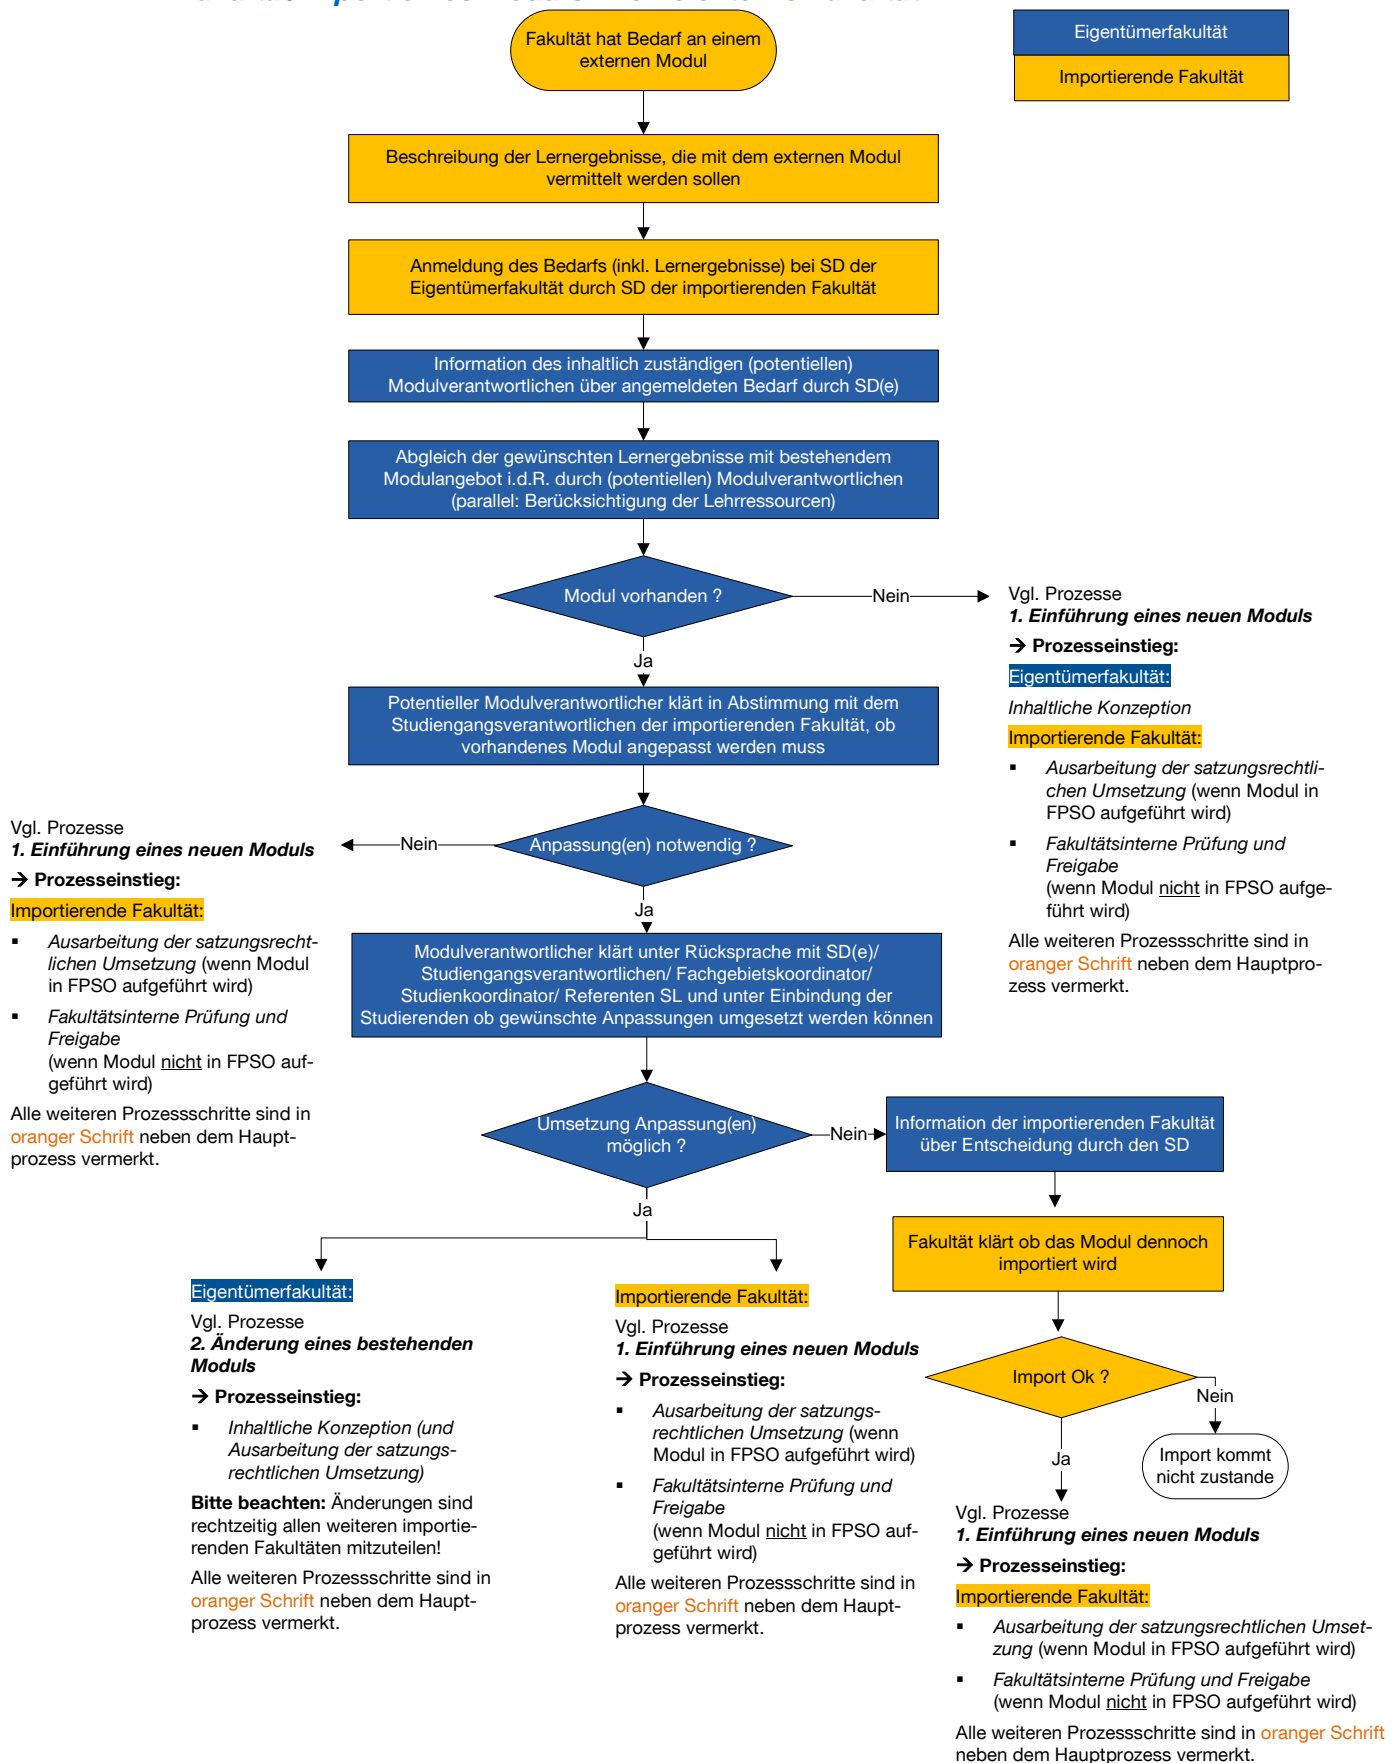 Fakultät hat Bedarf an einem
externen Modul
Eigentümerfakultät
Importierende Fakultät
Beschreibung der Lernergebnisse, die mit dem externen Modul
vermittelt werden sollen
Anmeldung des Bedarfs (inkl. Lernergebnisse) bei SD der
Eigentümerfakultät durch SD der importierenden Fakultät
Information des inhaltlich zuständigen (potentiellen)
Modulverantwortlichen über angemeldeten Bedarf durch SD(e)
Abgleich der gewünschten Lernergebnisse mit bestehendem
Modulangebot i.d.R. durch (potentiellen) Modulverantwortlichen
(parallel: Berücksichtigung der Lehrressourcen)
Modul vorhanden ?
Nein
Ja
Vgl. Prozesse
1. Einführung eines neuen Moduls
→ Prozesseinstieg:
Eigentümerfakultät:
Inhaltliche Konzeption
Importierende Fakultät:
▪ Ausarbeitung der satzungsrechtli-
chen Umsetzung (wenn Modul in
FPSO aufgeführt wird)
▪ Fakultätsinterne Prüfung und
Freigabe
(wenn Modul nicht in FPSO aufge-
führt wird)
Alle weiteren Prozessschritte sind in
oranger Schrift neben dem Hauptpro-
zess vermerkt.
Potentieller Modulverantwortlicher klärt in Abstimmung mit dem
Studiengangsverantwortlichen der importierenden Fakultät, ob
vorhandenes Modul angepasst werden muss
Anpassung(en) notwendig ?
Nein
Ja
Vgl. Prozesse
1. Einführung eines neuen Moduls
→ Prozesseinstieg:
Importierende Fakultät:
▪ Ausarbeitung der satzungsrecht-
lichen Umsetzung (wenn Modul
in FPSO aufgeführt wird)
▪ Fakultätsinterne Prüfung und
Freigabe
(wenn Modul nicht in FPSO auf-
geführt wird)
Alle weiteren Prozessschritte sind in
oranger Schrift neben dem Haupt-
prozess vermerkt.
Modulverantwortlicher klärt unter Rücksprache mit SD(e)/
Studiengangsverantwortlichen/ Fachgebietskoordinator/
Studienkoordinator/ Referenten SL und unter Einbindung der
Studierenden ob gewünschte Anpassungen umgesetzt werden können
Umsetzung Anpassung(en)
möglich ?
Nein
Ja
Information der importierenden Fakultät
über Entscheidung durch den SD
Fakultät klärt ob das Modul dennoch
importiert wird
Import Ok ?
Nein
Ja
Import kommt
nicht zustande
Eigentümerfakultät:
Vgl. Prozesse
2. Änderung eines bestehenden
Moduls
→ Prozesseinstieg:
▪ Inhaltliche Konzeption (und
Ausarbeitung der satzungs-
rechtlichen Umsetzung)
Bitte beachten: Änderungen sind
rechtzeitig allen weiteren importie-
renden Fakultäten mitzuteilen!
Alle weiteren Prozessschritte sind in
oranger Schrift neben dem Haupt-
prozess vermerkt.
Importierende Fakultät:
Vgl. Prozesse
1. Einführung eines neuen Moduls
→ Prozesseinstieg:
▪ Ausarbeitung der satzungs-
rechtlichen Umsetzung (wenn
Modul in FPSO aufgeführt wird)
▪ Fakultätsinterne Prüfung und
Freigabe
(wenn Modul nicht in FPSO auf-
geführt wird)
Alle weiteren Prozessschritte sind in
oranger Schrift neben dem Haupt-
prozess vermerkt.
Vgl. Prozesse
1. Einführung eines neuen Moduls
→ Prozesseinstieg:
Importierende Fakultät:
▪ Ausarbeitung der satzungsrechtlichen Umset-
zung (wenn Modul in FPSO aufgeführt wird)
▪ Fakultätsinterne Prüfung und Freigabe
(wenn Modul nicht in FPSO aufgeführt wird)
Alle weiteren Prozessschritte sind in oranger Schrift
neben dem Hauptprozess vermerkt.